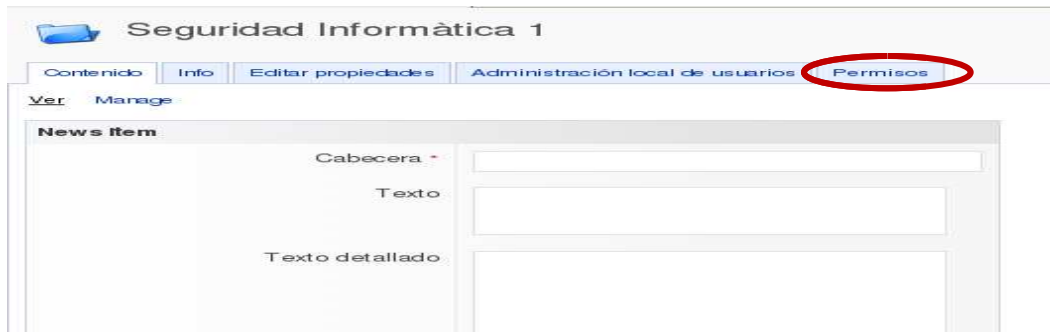 Seguridad Informàtica 1
Contenido Info Editar propiedades Administración local de usuarios Permisos
Ver Manage
News Item
Cabecera *
Texto
Texto detallado